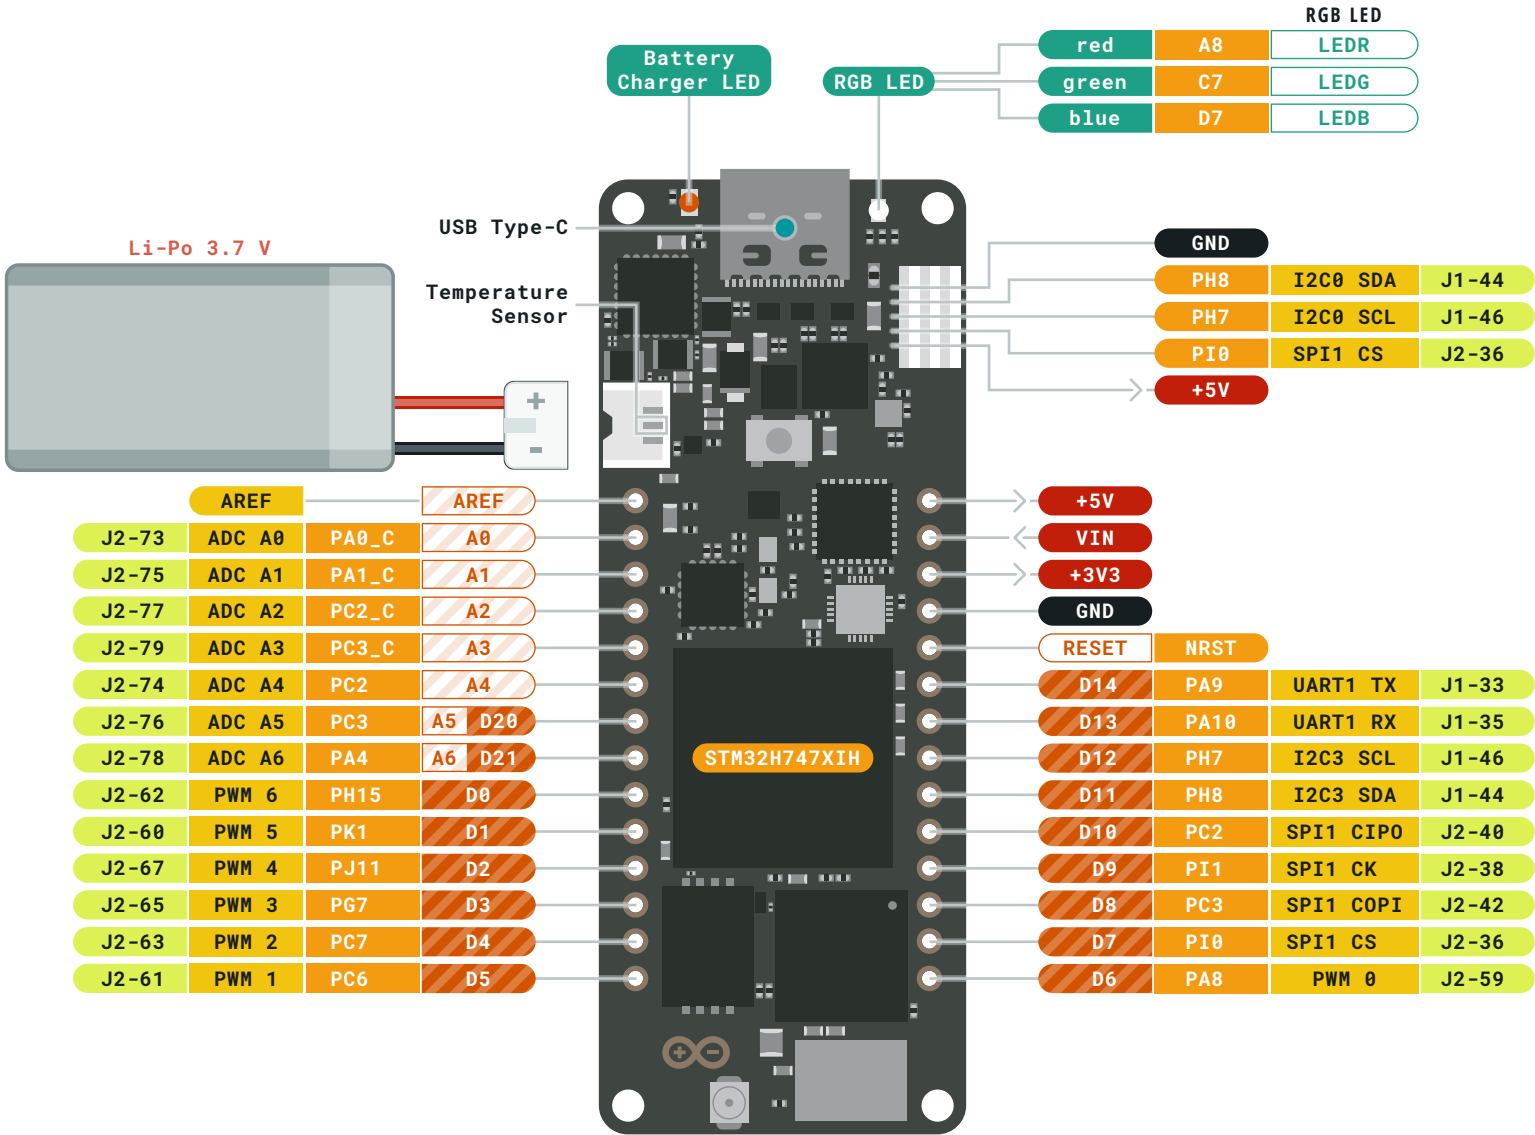 RGB LED
Battery
Charger LED
RGB LED
red A8 LEDR
green C7 LEDG
blue D7 LEDB
USB Type-C
Li-Po 3.7 V
Temperature
Sensor
+
-
GND
PH8 I2C0 SDA J1-44
PH7 I2C0 SCL J1-46
PI0 SPI1 CS J2-36
+5V
AREF AREF
J2-73 ADC A0 PA0_C A0
J2-75 ADC A1 PA1_C A1
J2-77 ADC A2 PC2_C A2
J2-79 ADC A3 PC3_C A3
J2-74 ADC A4 PC2 A4
J2-76 ADC A5 PC3 A5 D20
J2-78 ADC A6 PA4 A6 D21
J2-62 PWM 6 PH15 D0
J2-60 PWM 5 PK1 D1
J2-67 PWM 4 PJ11 D2
J2-65 PWM 3 PG7 D3
J2-63 PWM 2 PC7 D4
J2-61 PWM 1 PC6 D5
STM32H747XIH
+5V
VIN
+3V3
GND
RESET NRST
D14 PA9 UART1 TX J1-33
D13 PA10 UART1 RX J1-35
D12 PH7 I2C3 SCL J1-46
D11 PH8 I2C3 SDA J1-44
D10 PC2 SPI1 CIPO J2-40
D9 PI1 SPI1 CK J2-38
D8 PC3 SPI1 COPI J2-42
D7 PI0 SPI1 CS J2-36
D6 PA8 PWM 0 J2-59